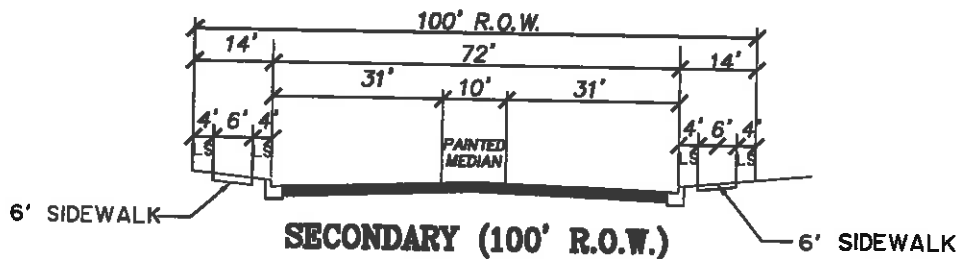 100' R.O.W.
14' 72' 14'
31' 10' 31'
4' 6' 4' 4' 6' 4'
LS LS PAINTED LS LS
MEDIAN
6' SIDEWALK
SECONDARY (100' R.O.W.)
6' SIDEWALK